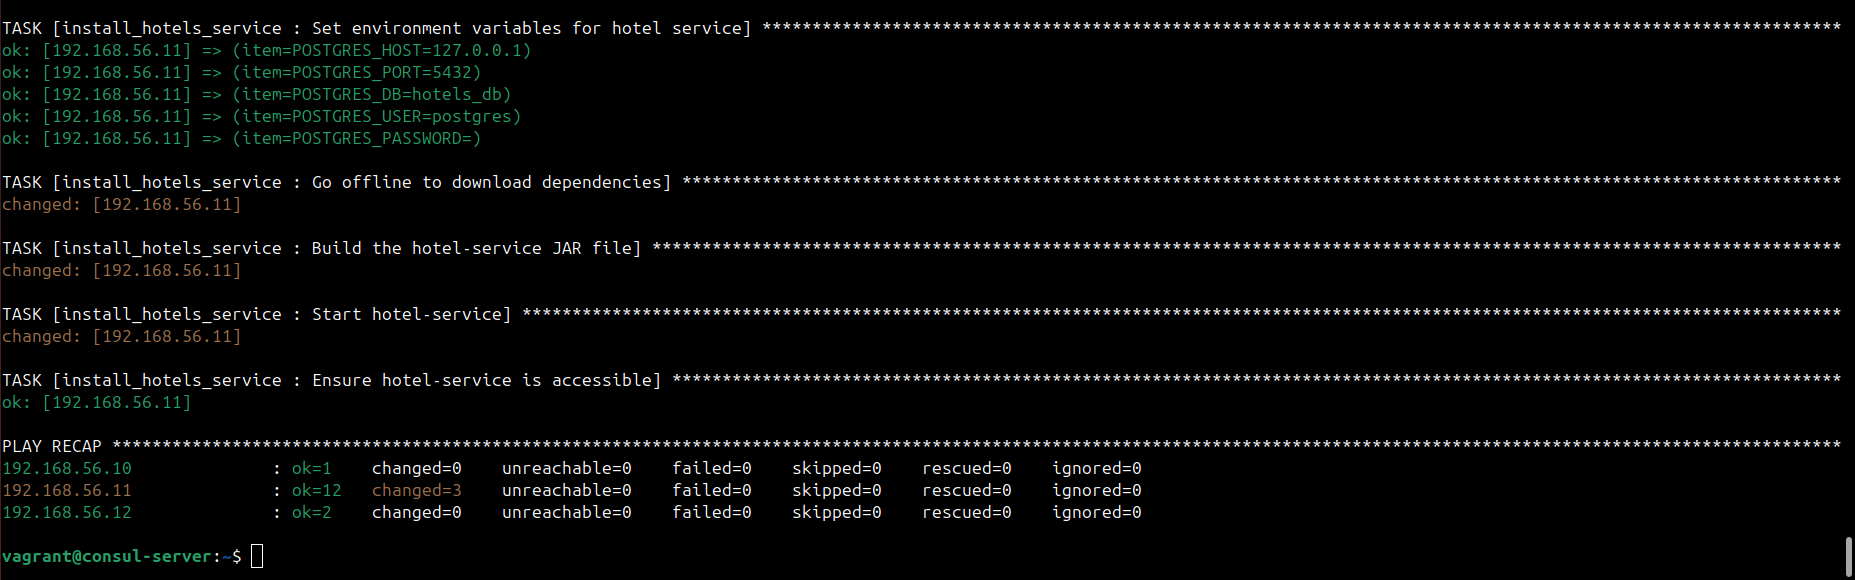 TASK [install_hotels_service : Set environment variables for hotel service] ************************************************************************************************************
ok: [192.168.56.11] => (item=POSTGRES_HOST=127.0.0.1)
ok: [192.168.56.11] => (item=POSTGRES_PORT=5432)
ok: [192.168.56.11] => (item=POSTGRES_DB=hotels_db)
ok: [192.168.56.11] => (item=POSTGRES_USER=postgres)
ok: [192.168.56.11] => (item=POSTGRES_PASSWORD=)
TASK [install_hotels_service : Go offline to download dependencies] ********************************************************************************************************************
changed: [192.168.56.11]
TASK [install_hotels_service : Build the hotel-service JAR file] ***********************************************************************************************************************
changed: [192.168.56.11]
TASK [install_hotels_service : Start hotel-service] ************************************************************************************************************************************
changed: [192.168.56.11]
TASK [install_hotels_service : Ensure hotel-service is accessible] *********************************************************************************************************************
ok: [192.168.56.11]
PLAY RECAP *****************************************************************************************************************************************************************************
192.168.56.10              : ok=1    changed=0    unreachable=0    failed=0    skipped=0    rescued=0    ignored=0
192.168.56.11              : ok=12   changed=3    unreachable=0    failed=0    skipped=0    rescued=0    ignored=0
192.168.56.12              : ok=2    changed=0    unreachable=0    failed=0    skipped=0    rescued=0    ignored=0
vagrant@consul-server:~$